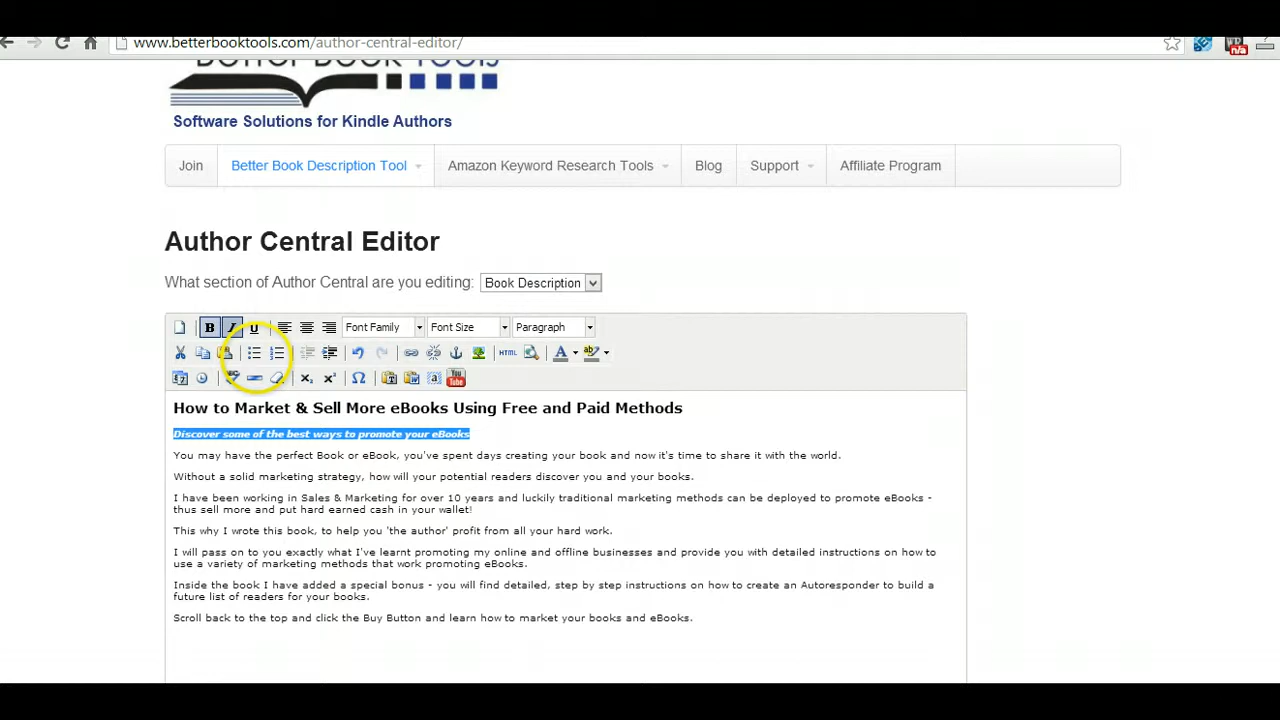 www.betterbooktools.com/author-central-editor/
n/a
Better Book Tools
Software Solutions for Kindle Authors
Join Better Book Description Tool Amazon Keyword Research Tools Blog Support Affiliate Program
Author Central Editor
What section of Author Central are you editing: Book Description
B I U Font Family Font Size Paragraph
HTML A ab
ABC x₂ x² Ω You Tube
How to Market & Sell More eBooks Using Free and Paid Methods
Discover some of the best ways to promote your eBooks
You may have the perfect Book or eBook, you've spent days creating your book and now it's time to share it with the world.
Without a solid marketing strategy, how will your potential readers discover you and your books.
I have been working in Sales & Marketing for over 10 years and luckily traditional marketing methods can be deployed to promote eBooks -
thus sell more and put hard earned cash in your wallet!
This why I wrote this book, to help you 'the author' profit from all your hard work.
I will pass on to you exactly what I've learnt promoting my online and offline businesses and provide you with detailed instructions on how to
use a variety of marketing methods that work promoting eBooks.
Inside the book I have added a special bonus - you will find detailed, step by step instructions on how to create an Autoresponder to build a
future list of readers for your books.
Scroll back to the top and click the Buy Button and learn how to market your books and eBooks.